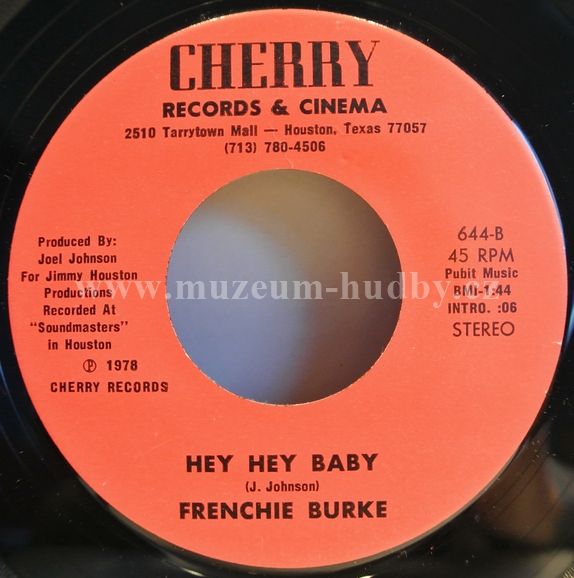 CHERRY
RECORDS & CINEMA
2510 Tarrytown Mall — Houston, Texas 77057
(713) 780-4506
Produced By:
Joel Johnson
For Jimmy Houston
Productions
Recorded At
"Soundmasters"
in Houston
Ⓟ 1978
CHERRY RECORDS
644-B
45 RPM
Pubit Music
BMI-1:44
INTRO. :06
STEREO
www.muzeum-hudby.cz
HEY HEY BABY
(J. Johnson)
FRENCHIE BURKE